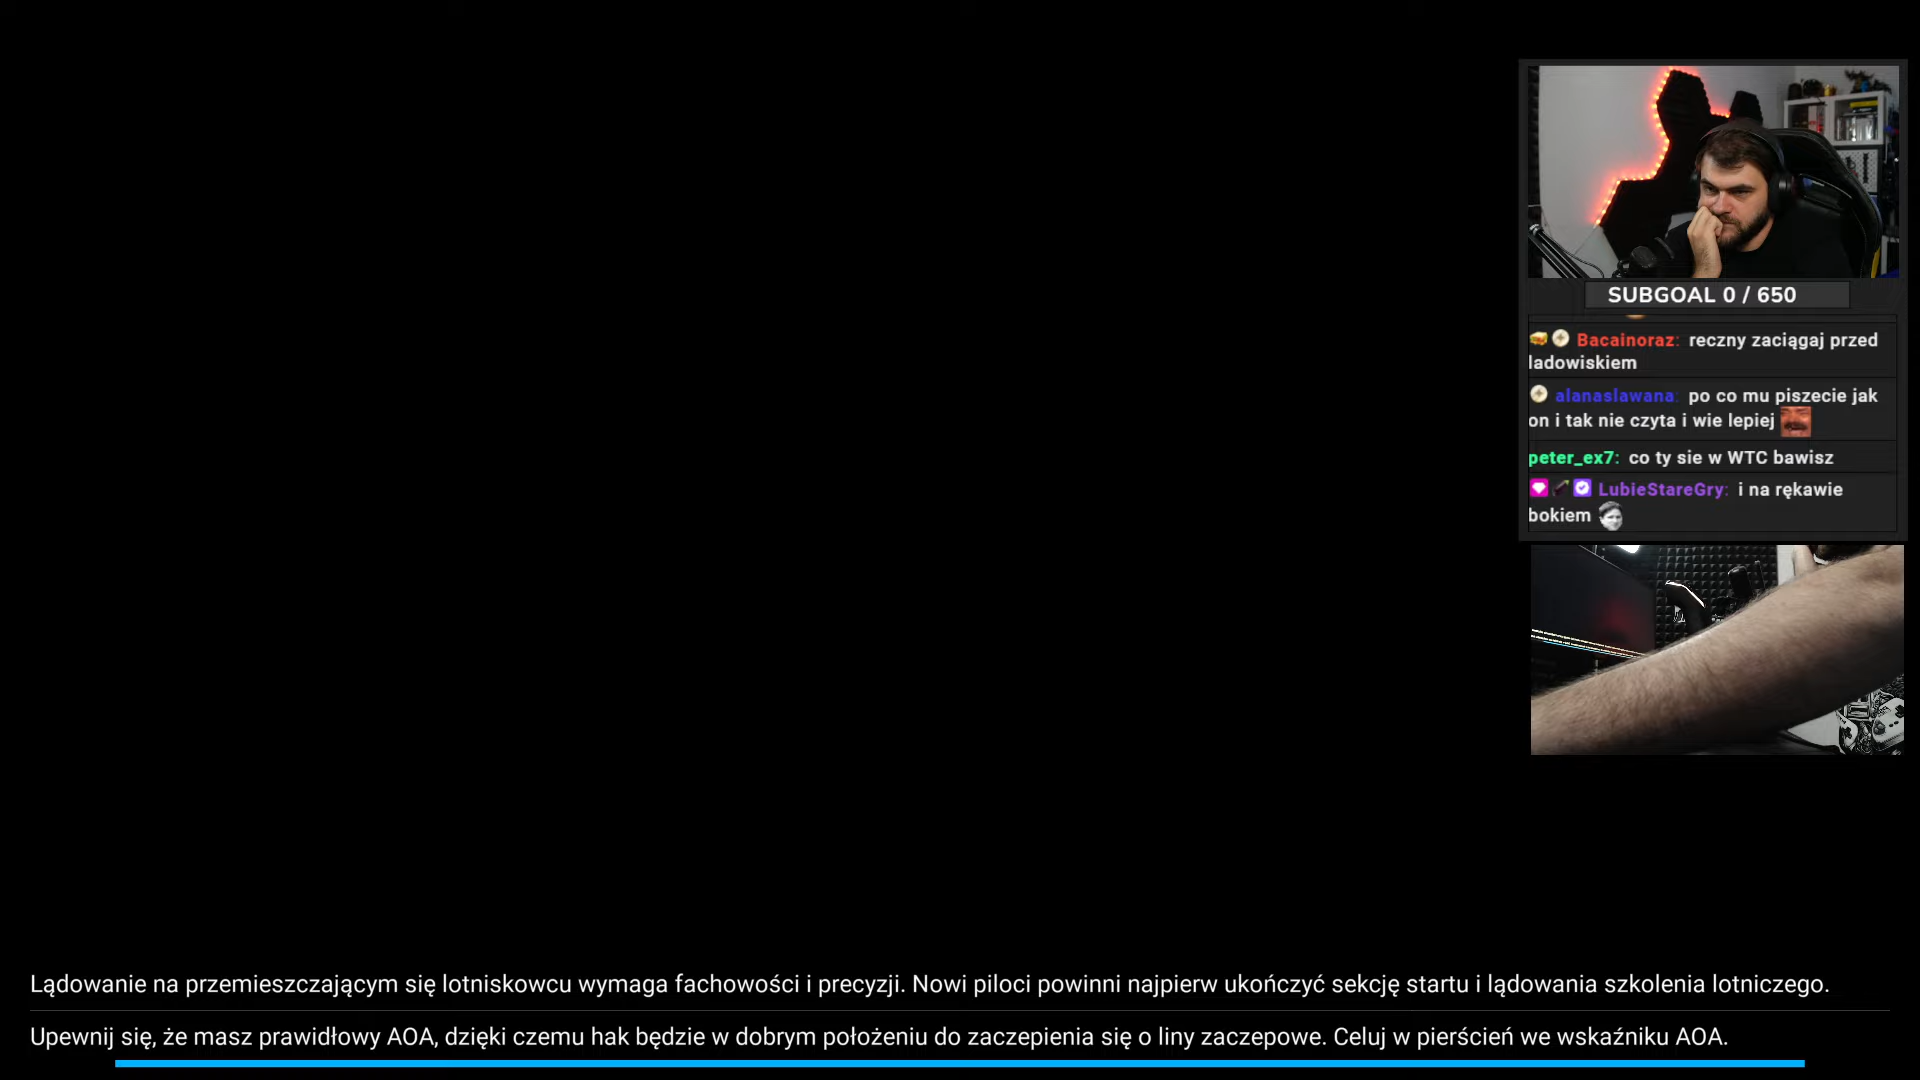 SUBGOAL 0 / 650
Bacainoraz: reczny zaciągaj przed
ladowiskiem
alanaslawana: po co mu piszecie jak
on i tak nie czyta i wie lepiej
peter_ex7: co ty sie w WTC bawisz
LubieStareGry: i na rękawie
bokiem
Lądowanie na przemieszczającym się lotniskowcu wymaga fachowości i precyzji. Nowi piloci powinni najpierw ukończyć sekcję startu i lądowania szkolenia lotniczego.
Upewnij się, że masz prawidłowy AOA, dzięki czemu hak będzie w dobrym położeniu do zaczepienia się o liny zaczepowe. Celuj w pierścień we wskaźniku AOA.